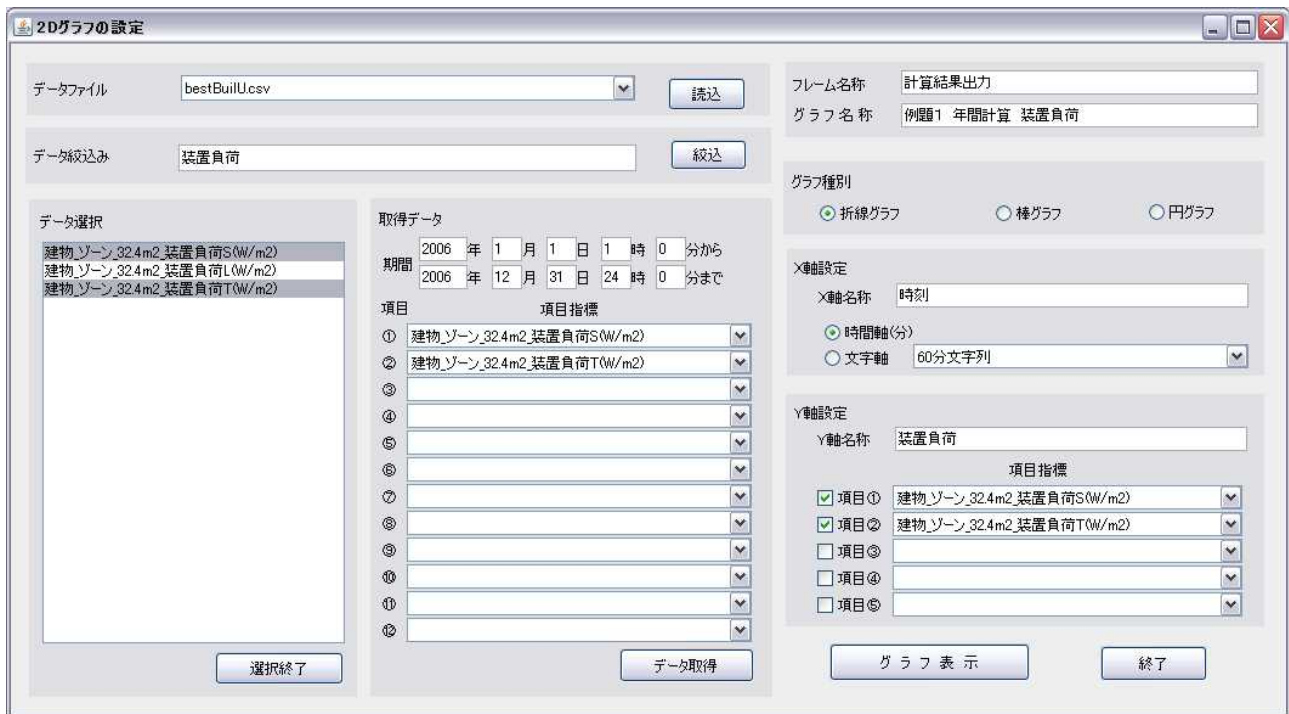 2Dグラフの設定
データファイル bestBuilU.csv 読込
データ絞込み 装置負荷 絞込
データ選択
建物_ゾーン_32.4m2_装置負荷S(W/m2)
建物_ゾーン_32.4m2_装置負荷L(W/m2)
建物_ゾーン_32.4m2_装置負荷T(W/m2)
選択終了
取得データ
期間 2006 年 1 月 1 日 1 時 0 分から
2006 年 12 月 31 日 24 時 0 分まで
項目 項目指標
① 建物_ゾーン_32.4m2_装置負荷S(W/m2)
② 建物_ゾーン_32.4m2_装置負荷T(W/m2)
③
④
⑤
⑥
⑦
⑧
⑨
⑩
⑪
⑫
データ取得
フレーム名称 計算結果出力
グラフ名称 例題1 年間計算 装置負荷
グラフ種別
折線グラフ 棒グラフ 円グラフ
X軸設定
X軸名称 時刻
時間軸(分)
文字軸 60分文字列
Y軸設定
Y軸名称 装置負荷
項目指標
項目① 建物_ゾーン_32.4m2_装置負荷S(W/m2)
項目② 建物_ゾーン_32.4m2_装置負荷T(W/m2)
項目③
項目④
項目⑤
グラフ表示 終了